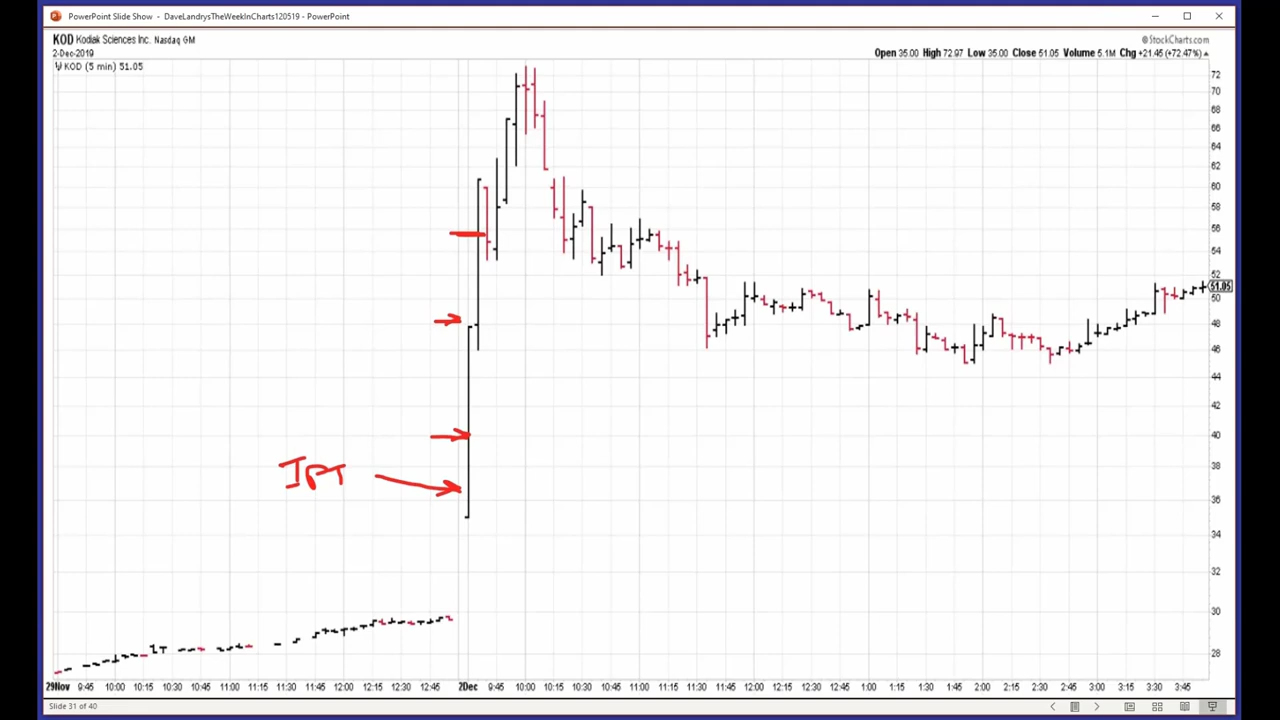 PowerPoint Slide Show - DaveLandrysTheWeekInCharts120519 - PowerPoint
KOD Kodiak Sciences Inc. Nasdaq GM
© StockCharts.com
2-Dec-2019
Open 35.00 High 72.97 Low 35.00 Close 51.05 Volume 5.1M Chg +21.45 (+72.47%)
KOD (5 min) 51.05
72
70
68
66
64
62
60
58
56
54
52
51.05
50
48
46
44
42
40
38
IPT
36
34
32
30
28
29Nov 9:45 10:00 10:15 10:30 10:45 11:00 11:15 11:30 11:45 12:00 12:15 12:30 12:45 2Dec 9:45 10:00 10:15 10:30 10:45 11:00 11:15 11:30 11:45 12:00 12:15 12:30 12:45 1:00 1:15 1:30 1:45 2:00 2:15 2:30 2:45 3:00 3:15 3:30 3:45
Slide 31 of 40